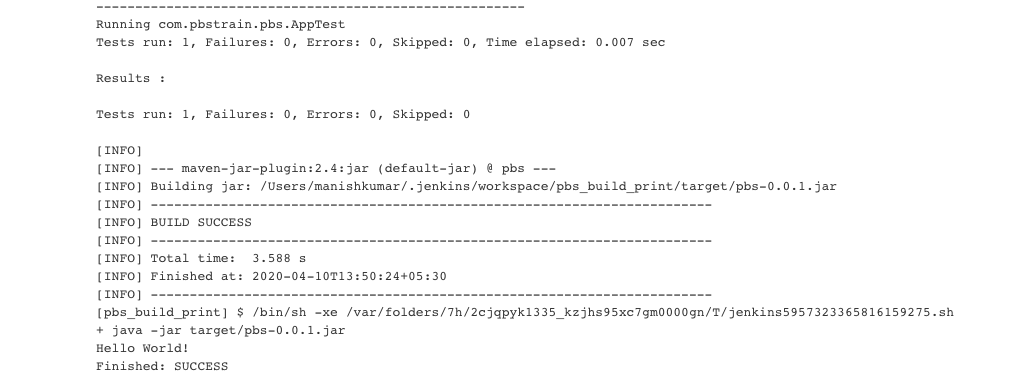 -------------------------------------------------------
Running com.pbstrain.pbs.AppTest
Tests run: 1, Failures: 0, Errors: 0, Skipped: 0, Time elapsed: 0.007 sec
Results :
Tests run: 1, Failures: 0, Errors: 0, Skipped: 0
[INFO]
[INFO] --- maven-jar-plugin:2.4:jar (default-jar) @ pbs ---
[INFO] Building jar: /Users/manishkumar/.jenkins/workspace/pbs_build_print/target/pbs-0.0.1.jar
[INFO] ------------------------------------------------------------------------
[INFO] BUILD SUCCESS
[INFO] ------------------------------------------------------------------------
[INFO] Total time:  3.588 s
[INFO] Finished at: 2020-04-10T13:50:24+05:30
[INFO] ------------------------------------------------------------------------
[pbs_build_print] $ /bin/sh -xe /var/folders/7h/2cjqpyk1335_kzjhs95xc7gm0000gn/T/jenkins5957323365816159275.sh
+ java -jar target/pbs-0.0.1.jar
Hello World!
Finished: SUCCESS